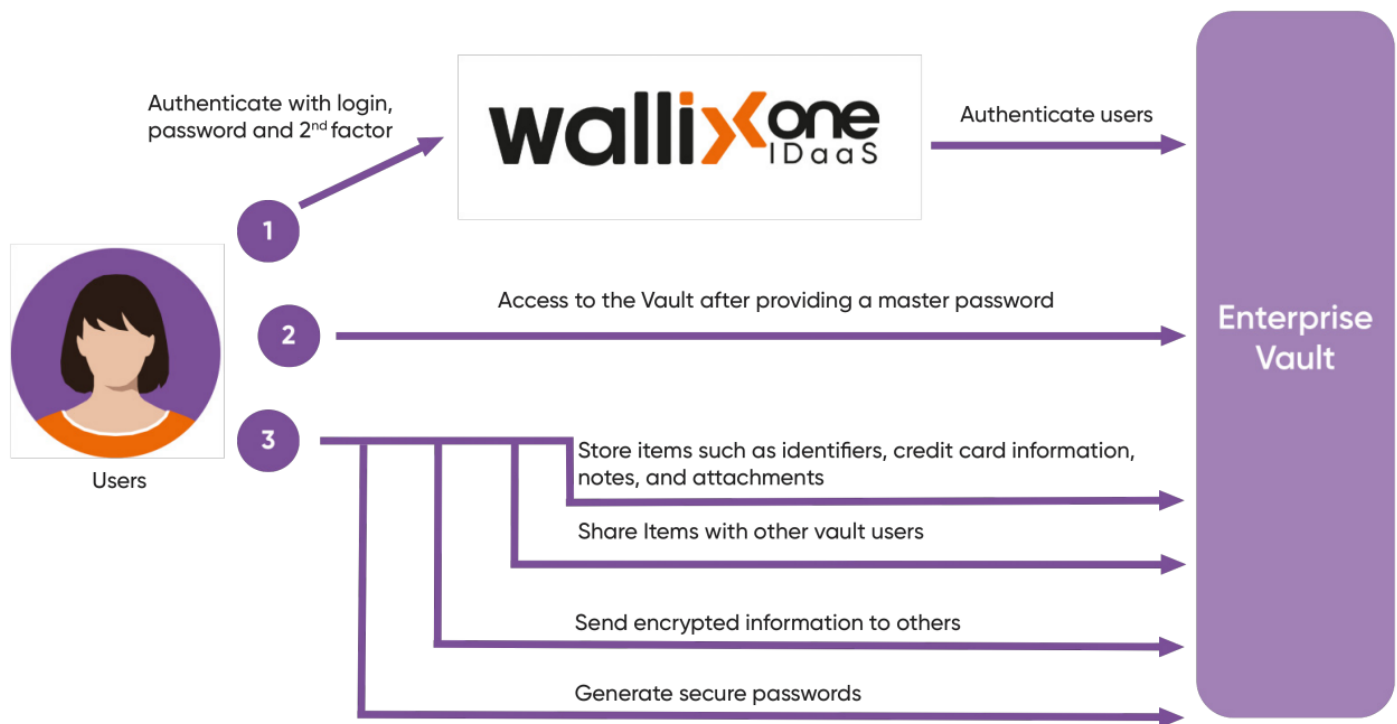 Authenticate with login,
password and 2nd factor
wallix one
IDaaS
Authenticate users
1
Access to the Vault after providing a master password
2
Enterprise
Vault
3
Users
Store items such as identifiers, credit card information,
notes, and attachments
Share Items with other vault users
Send encrypted information to others
Generate secure passwords